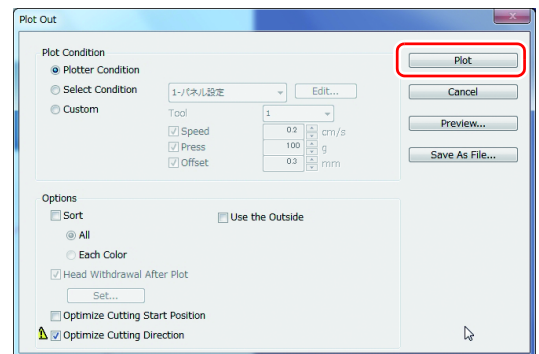 Plot Out
Plot Condition
Plotter Condition
Plot
Select Condition
1-パネル設定
Edit...
Cancel
Custom
Tool
1
Preview...
Speed
0.2
cm/s
Press
100
g
Save As File...
Offset
0.3
mm
Options
Sort
Use the Outside
All
Each Color
Head Withdrawal After Plot
Set...
Optimize Cutting Start Position
Optimize Cutting Direction